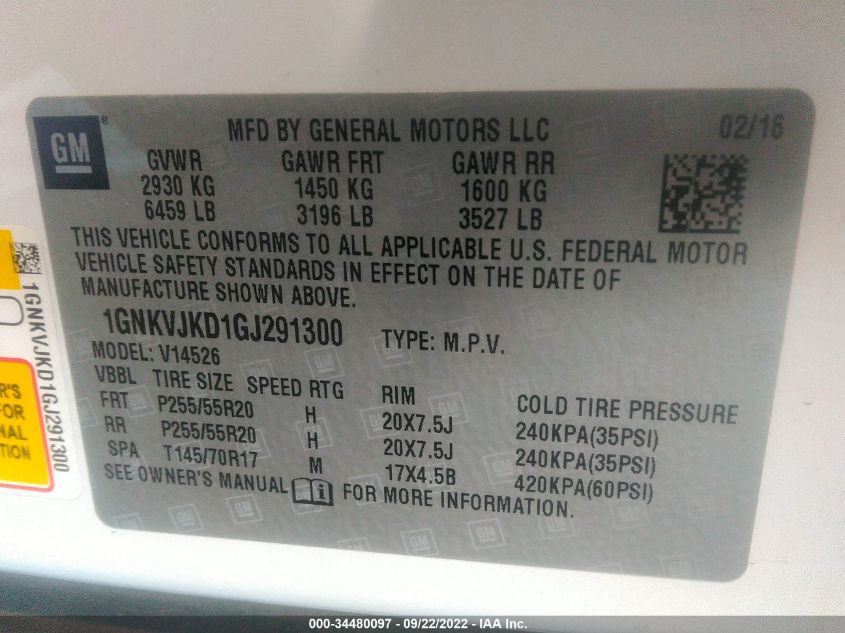 GM
®
MFD BY GENERAL MOTORS LLC
02/16
GVWR GAWR FRT GAWR RR
2930 KG 1450 KG 1600 KG
6459 LB 3196 LB 3527 LB
THIS VEHICLE CONFORMS TO ALL APPLICABLE U.S. FEDERAL MOTOR
VEHICLE SAFETY STANDARDS IN EFFECT ON THE DATE OF
MANUFACTURE SHOWN ABOVE.
1GNKVJKD1GJ291300 TYPE: M.P.V.
MODEL: V14526
VBBL TIRE SIZE SPEED RTG RIM COLD TIRE PRESSURE
FRT P255/55R20 H 20X7.5J 240KPA(35PSI)
RR P255/55R20 H 20X7.5J 240KPA(35PSI)
SPA T145/70R17 M 17X4.5B 420KPA(60PSI)
SEE OWNER'S MANUAL FOR MORE INFORMATION.
1GNKVJKD1GJ291300
R'S
FOR
NAL
TION
000-34480097 - 09/22/2022 - IAA Inc.